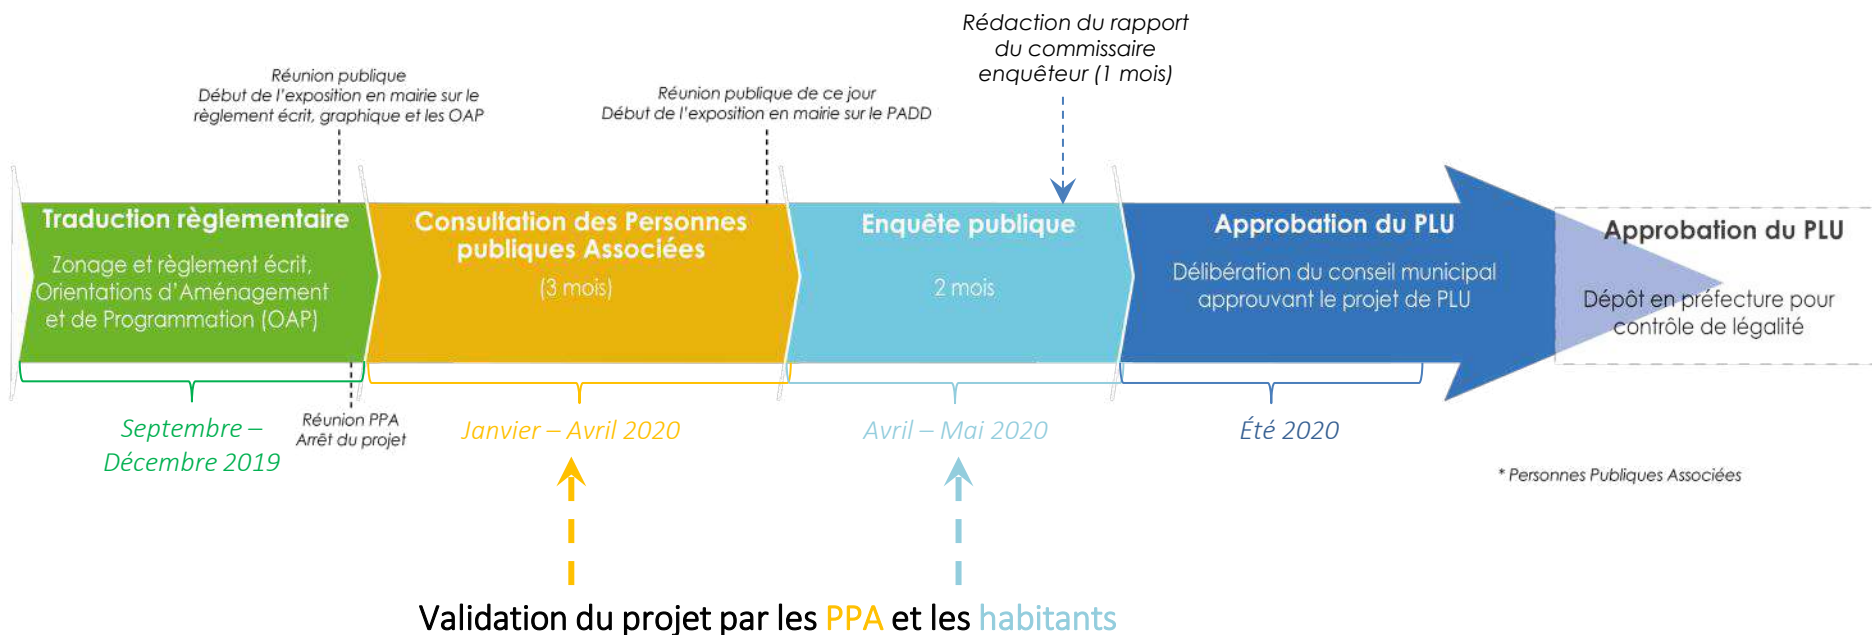 Rédaction du rapport
du commissaire
enquêteur (1 mois)
Réunion publique
Début de l'exposition en mairie sur le
règlement écrit, graphique et les OAP
Réunion publique de ce jour
Début de l'exposition en mairie sur le PADD
Traduction règlementaire
Zonage et règlement écrit,
Orientations d'Aménagement
et de Programmation (OAP)
Consultation des Personnes
publiques Associées
(3 mois)
Enquête publique
2 mois
Approbation du PLU
Délibération du conseil municipal
approuvant le projet de PLU
Approbation du PLU
Dépôt en préfecture pour
contrôle de légalité
Septembre –
Décembre 2019
Réunion PPA
Arrêt du projet
Janvier – Avril 2020
Avril – Mai 2020
Été 2020
* Personnes Publiques Associées
Validation du projet par les PPA et les habitants